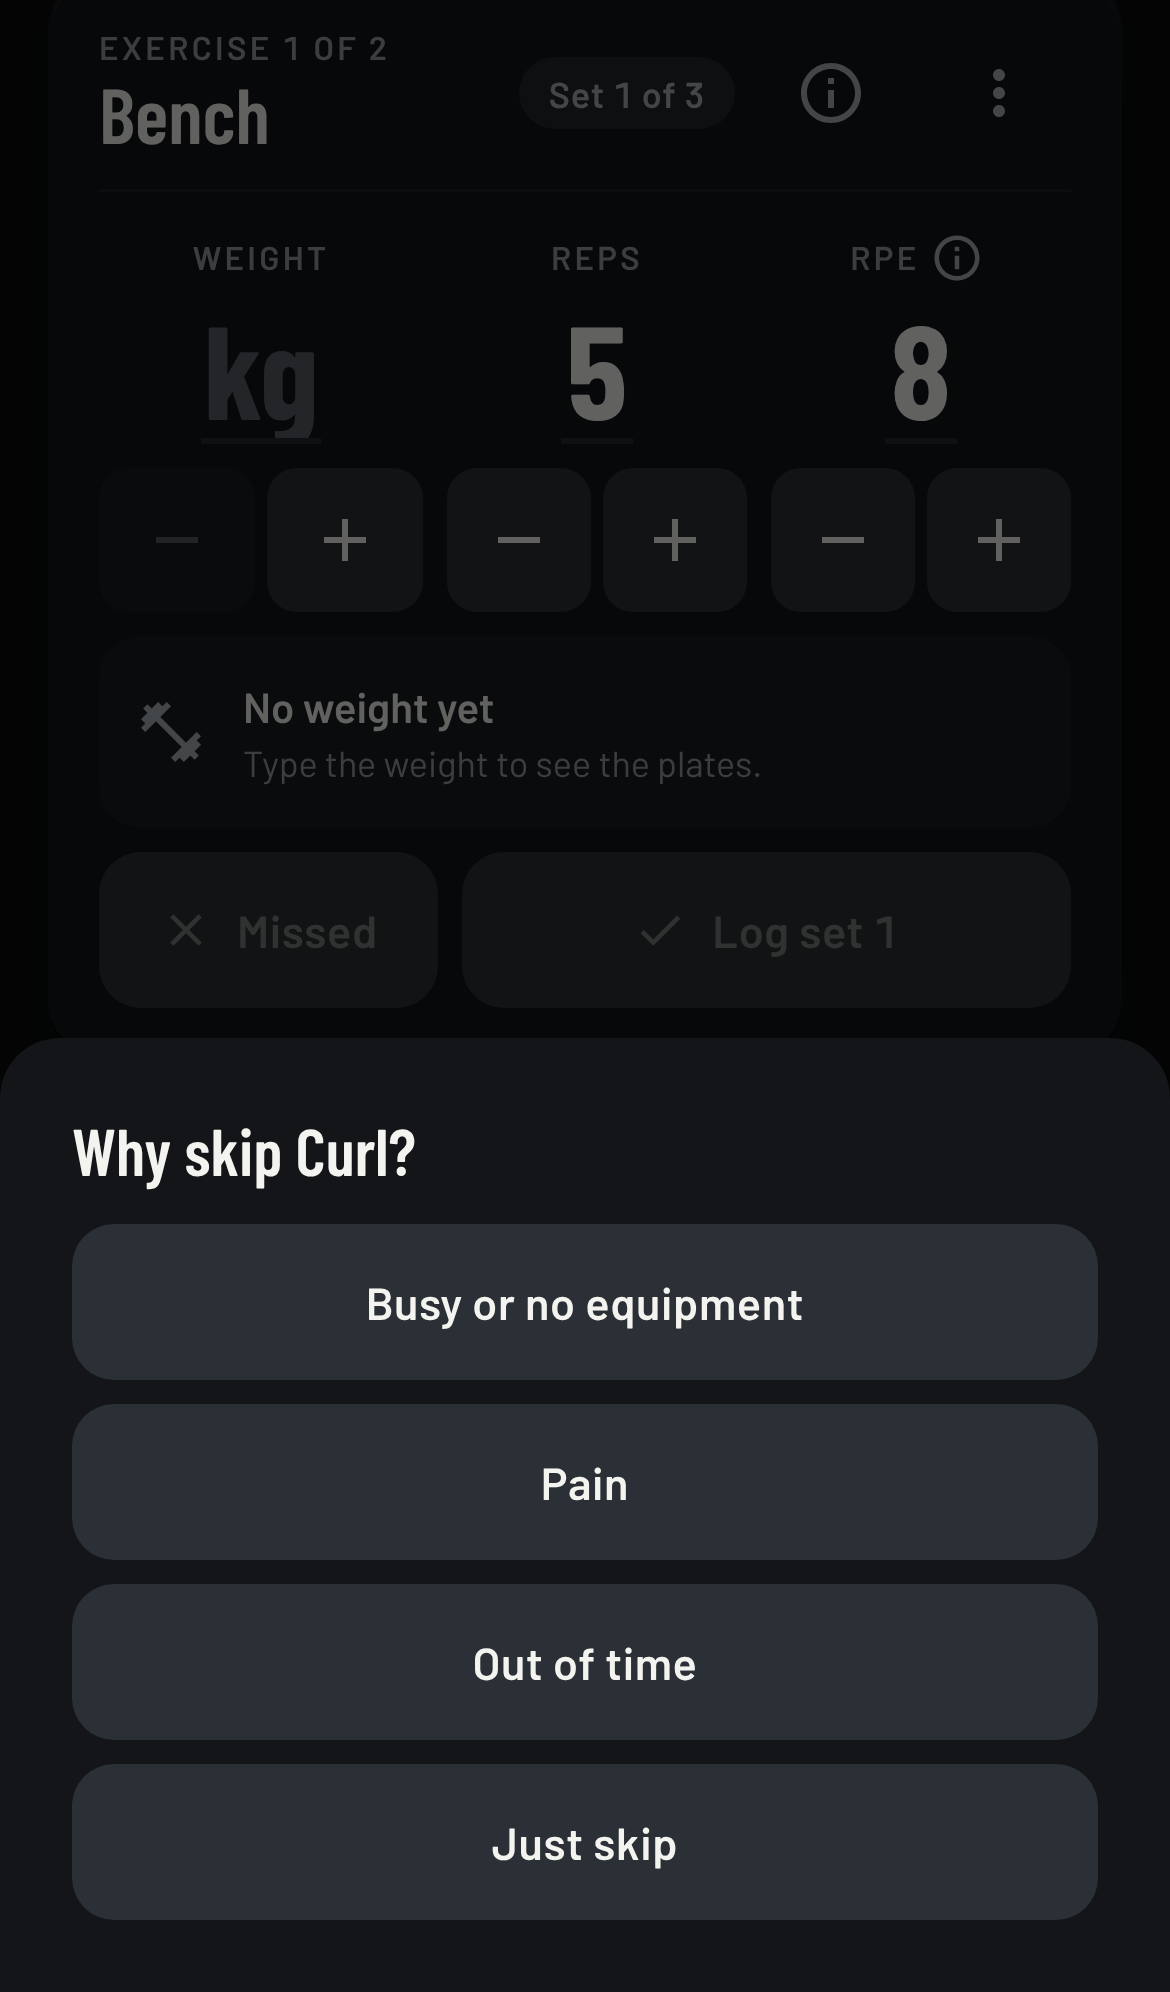 EXERCISE 1 OF 2
Bench
Set 1 of 3
WEIGHT REPS RPE
kg 5 8
No weight yet
Type the weight to see the plates.
Missed
Log set 1
Why skip Curl?
Busy or no equipment
Pain
Out of time
Just skip